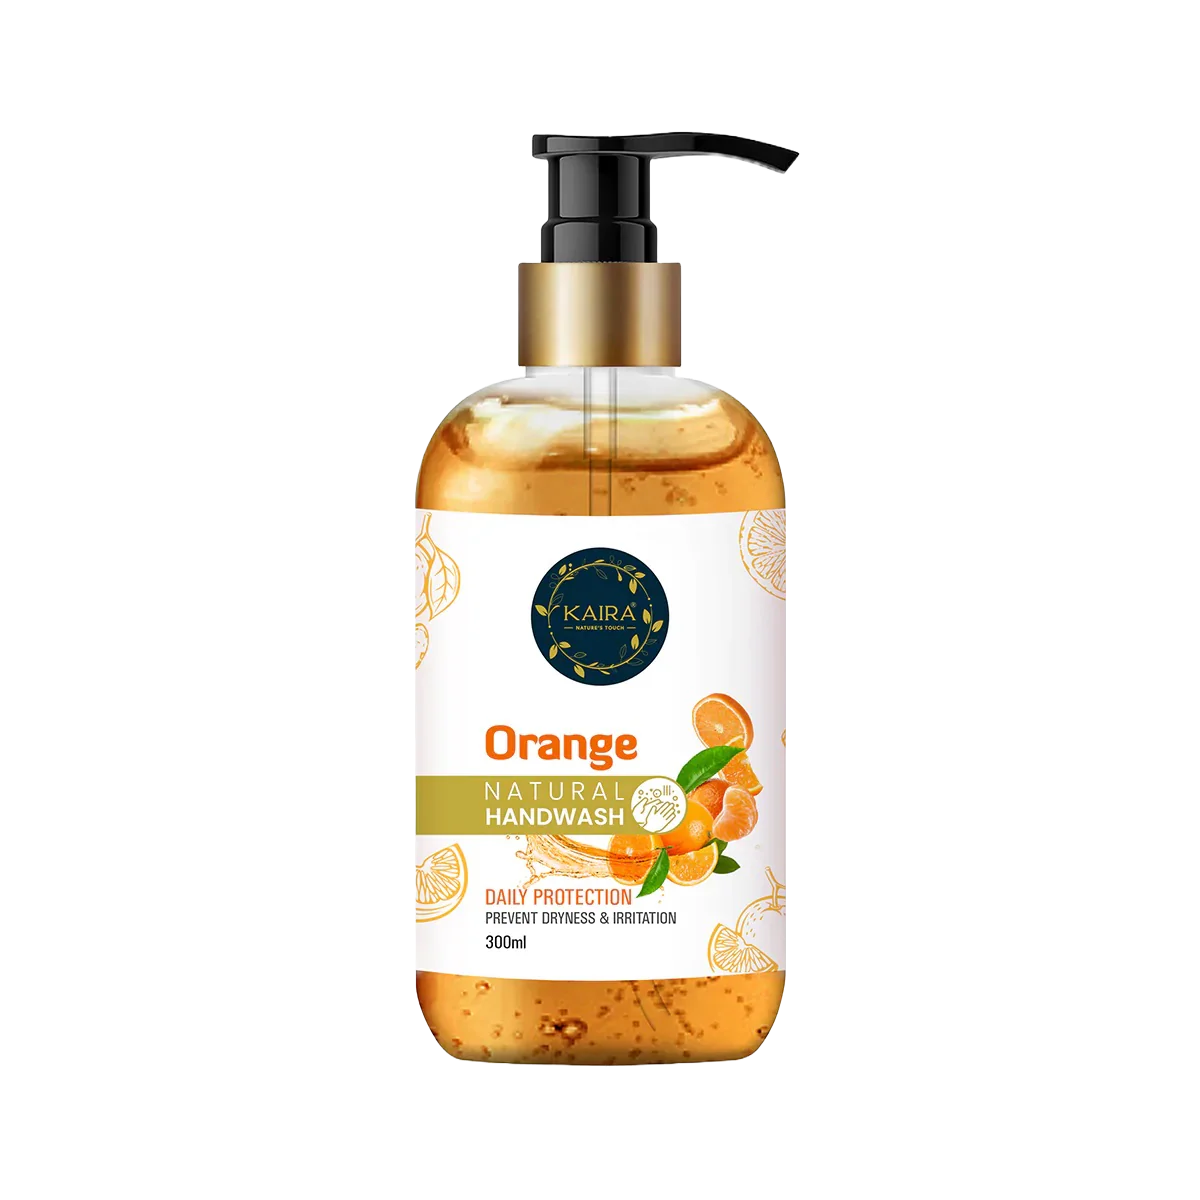 KAIRA®
NATURE'S TOUCH
Orange
NATURAL
HANDWASH
DAILY PROTECTION
PREVENT DRYNESS & IRRITATION
300ml